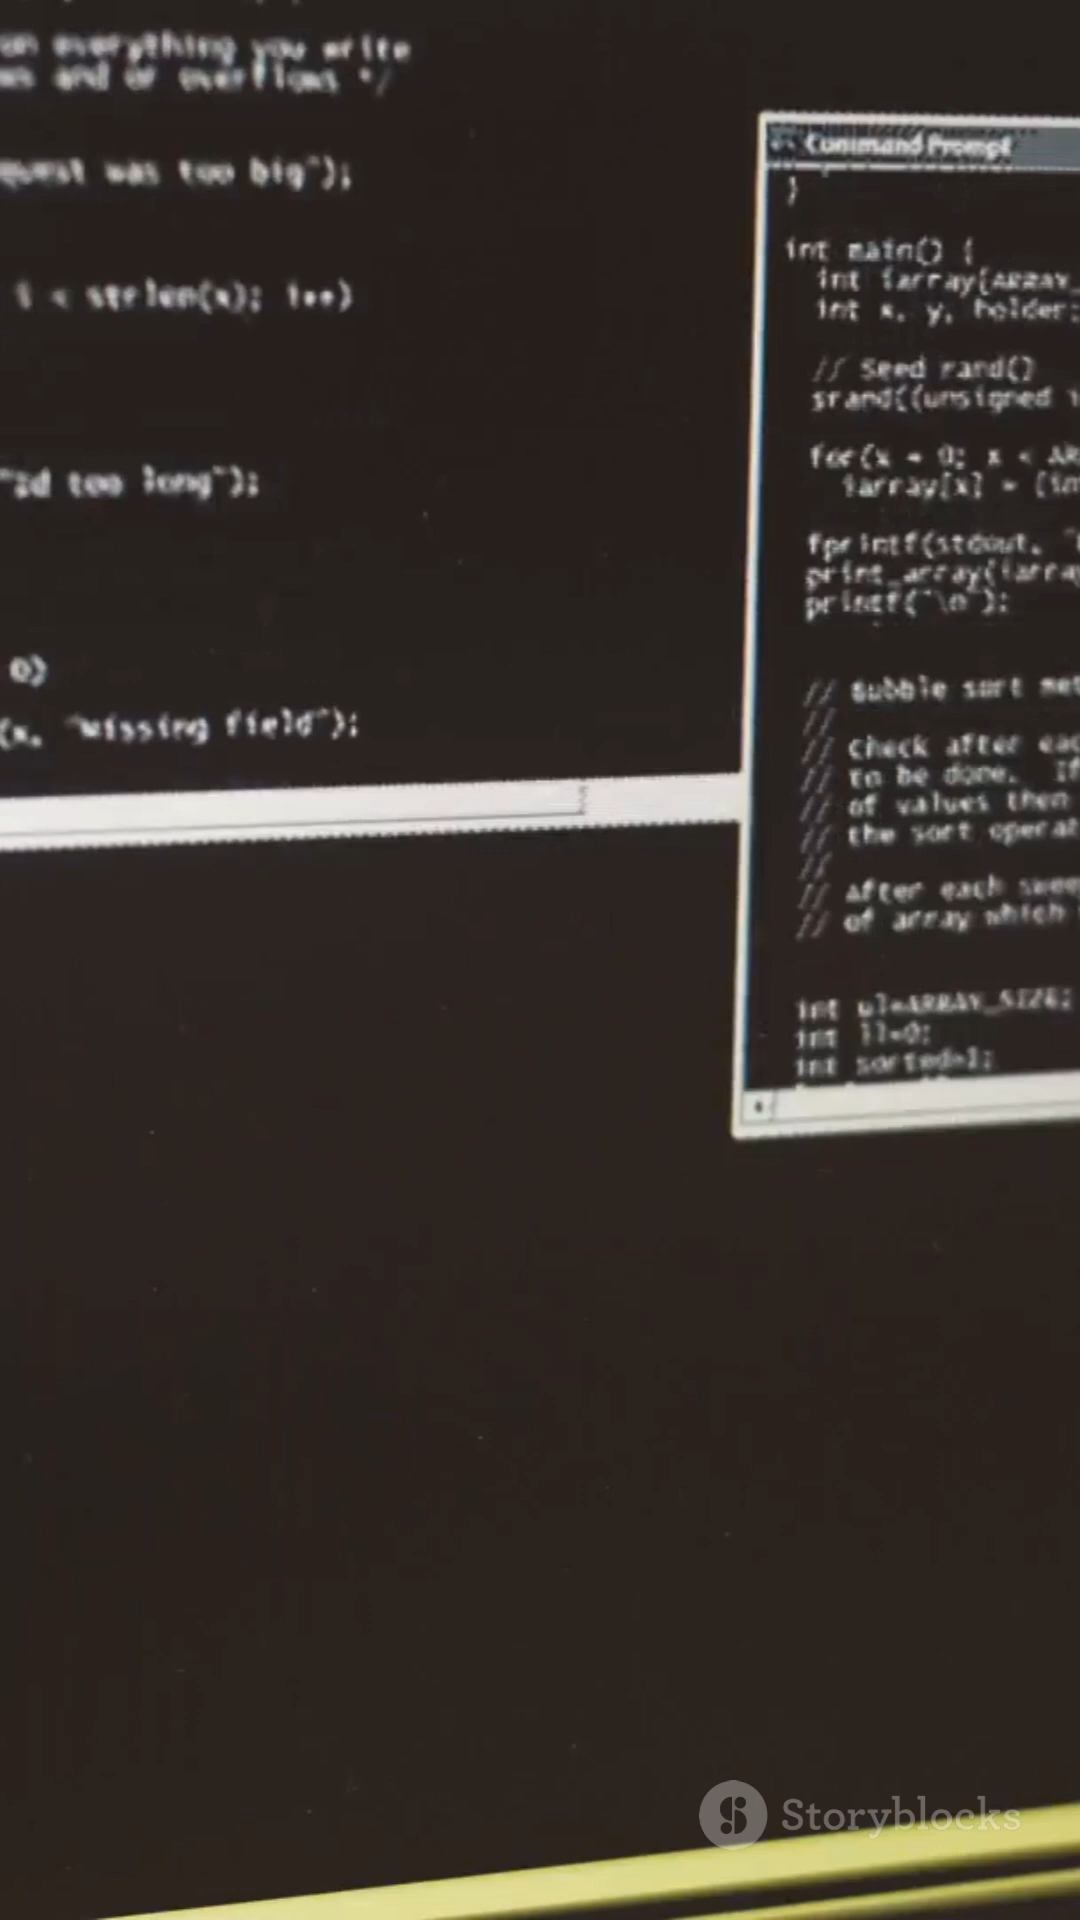 on everything you write
and or overflows */
quest was too big");
i < strlen(x); i++)
"id too long");
0)
(x, "missing field");
Command Prompt
}
int main() {
int iarray[ARRAY_
int x, y, holder;
// Seed rand()
srand((unsigned i
for(x = 0; x < AR
iarray[x] = (in
fprintf(stdout, "
print_array(iarray
printf("\n");
// Bubble sort met
//
// Check after eac
// to be done. If
// of values then
// the sort operat
//
// After each swee
// of array which
int ul=ARRAY_SIZE;
int ll=0;
int sorted=1;
Storyblocks